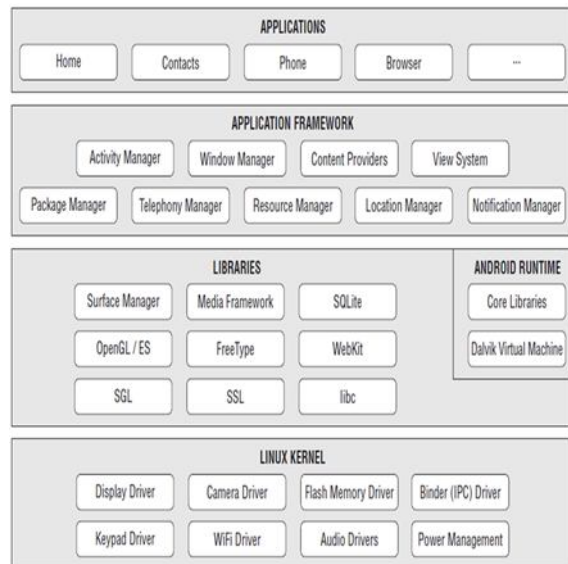 APPLICATIONS
Home Contacts Phone Browser ...
APPLICATION FRAMEWORK
Activity Manager Window Manager Content Providers View System
Package Manager Telephony Manager Resource Manager Location Manager Notification Manager
LIBRARIES
Surface Manager Media Framework SQLite
OpenGL / ES FreeType WebKit
SGL SSL libc
ANDROID RUNTIME
Core Libraries
Dalvik Virtual Machine
LINUX KERNEL
Display Driver Camera Driver Flash Memory Driver Binder (IPC) Driver
Keypad Driver WiFi Driver Audio Drivers Power Management